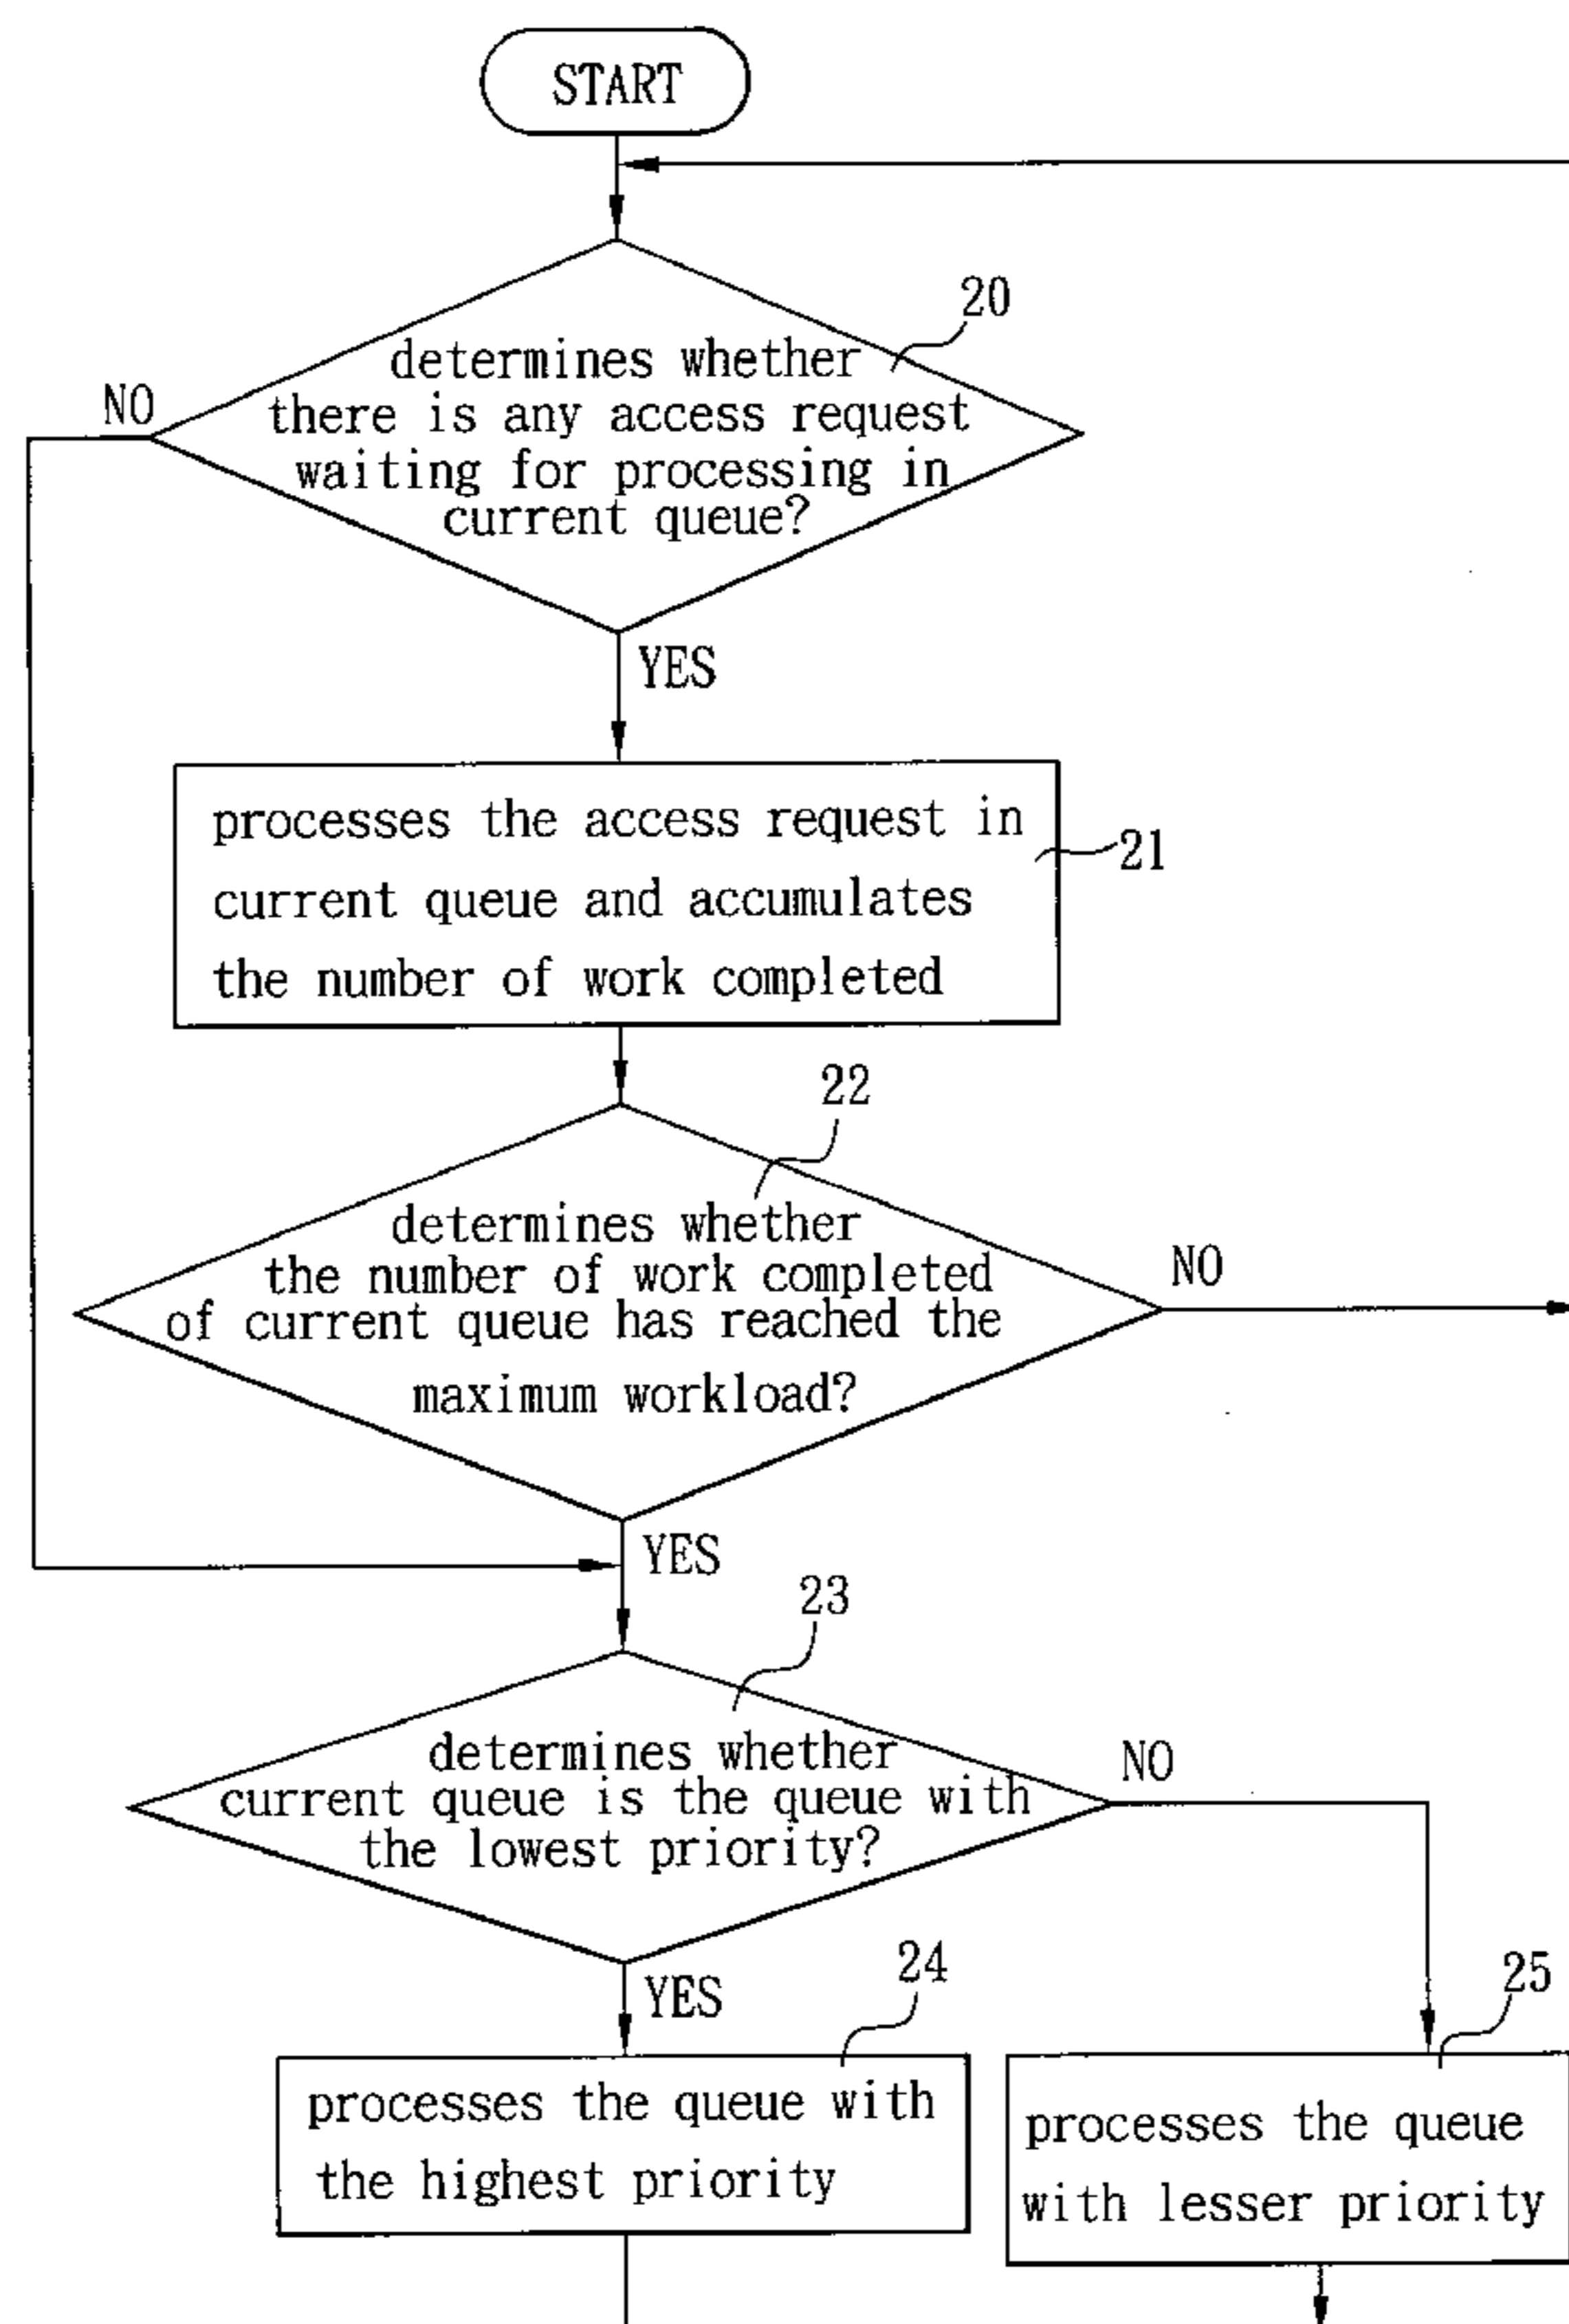 START
20
determines whether
there is any access request
waiting for processing in
current queue?
NO
YES
processes the access request in
current queue and accumulates
the number of work completed
21
22
determines whether
the number of work completed
of current queue has reached the
maximum workload?
NO
YES
23
determines whether
current queue is the queue with
the lowest priority?
NO
YES
24
processes the queue with
the highest priority
25
processes the queue
with lesser priority